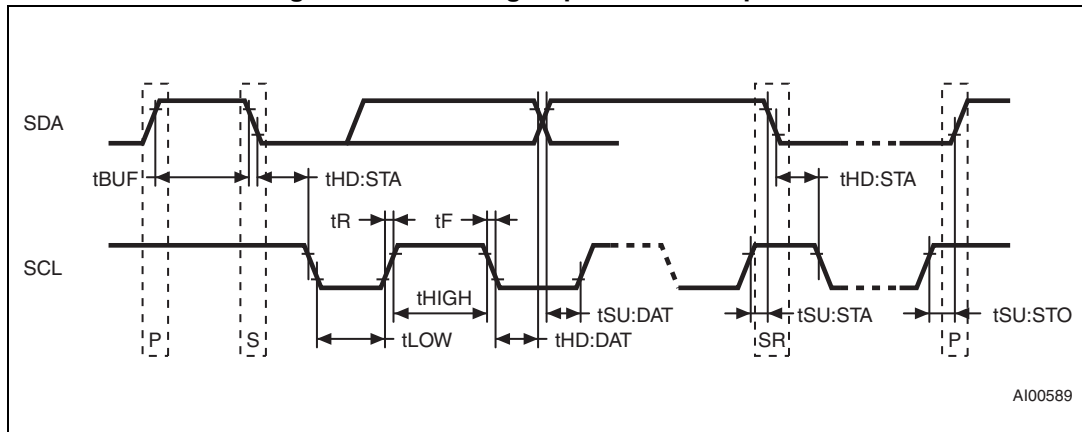 SDA
tBUF
tHD:STA
tHD:STA
tR
tF
SCL
tHIGH
tSU:DAT
tSU:STA
tSU:STO
P
S
tLOW
tHD:DAT
SR
P
AI00589